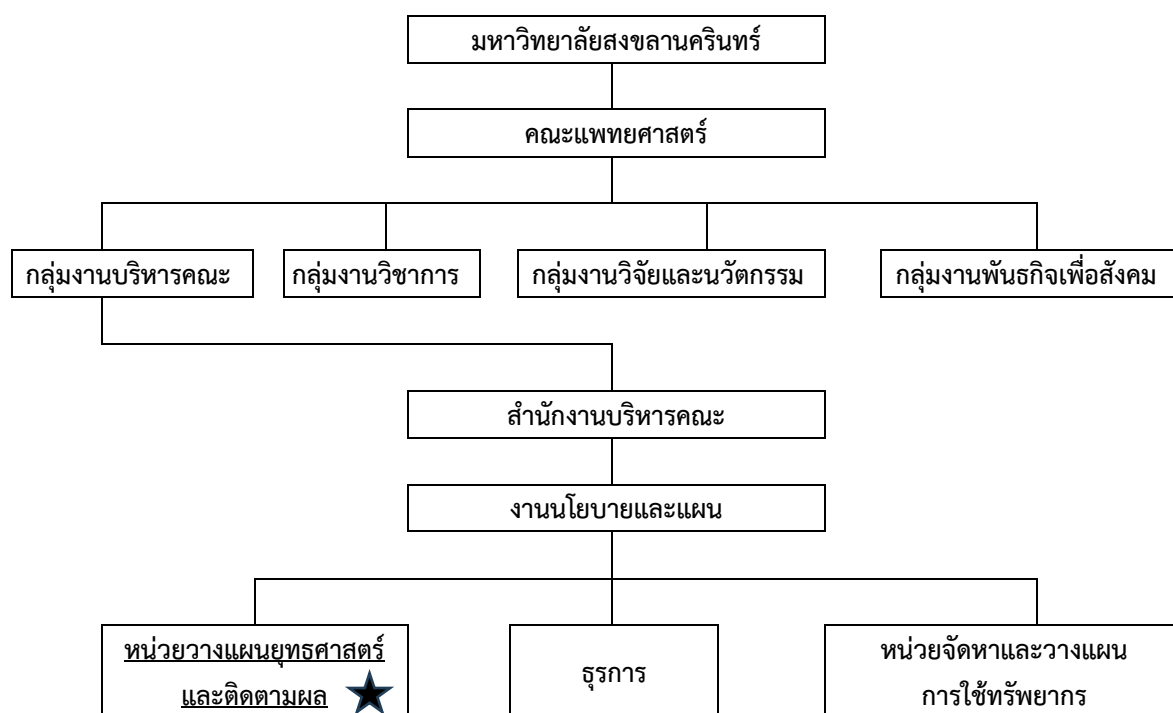 มหาวิทยาลัยสงขลานครินทร์
คณะแพทยศาสตร์
กลุ่มงานบริหารคณะ
กลุ่มงานวิชาการ
กลุ่มงานวิจัยและนวัตกรรม
กลุ่มงานพันธกิจเพื่อสังคม
สำนักงานบริหารคณะ
งานนโยบายและแผน
หน่วยวางแผนยุทธศาสตร์
และติดตามผล
ธุรการ
หน่วยจัดหาและวางแผน
การใช้ทรัพยากร